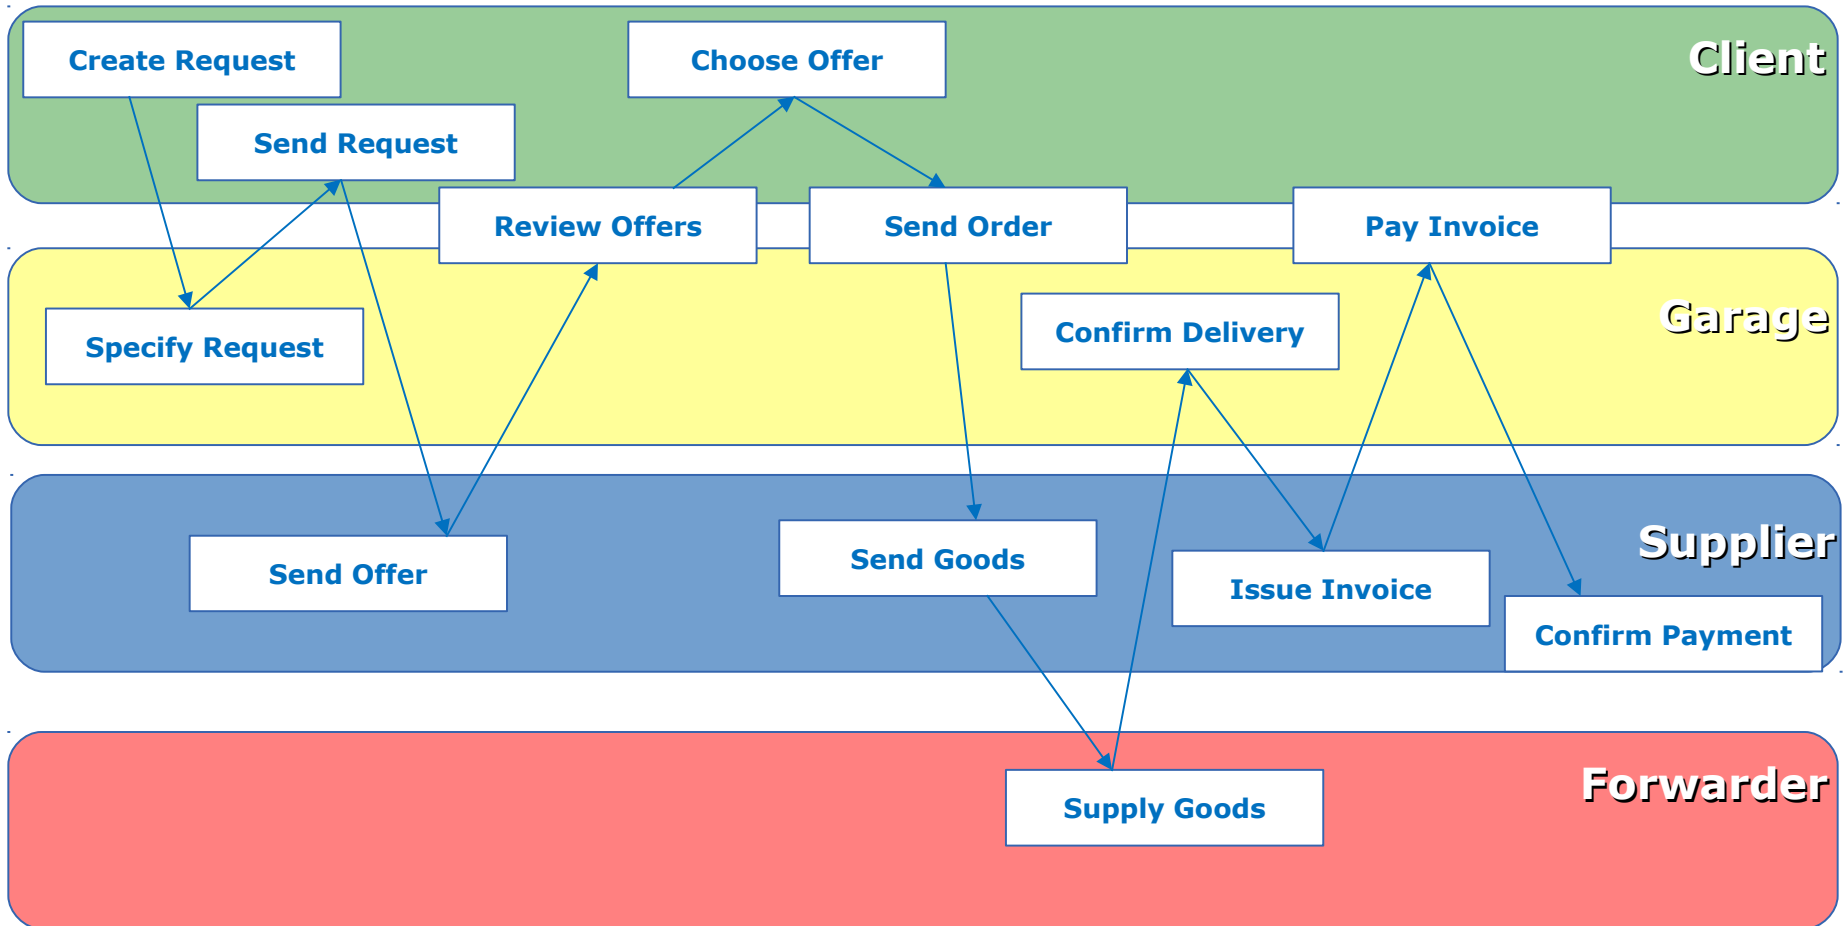 Create Request
Choose Offer
Client
Send Request
Review Offers
Send Order
Pay Invoice
Garage
Confirm Delivery
Specify Request
Supplier
Send Goods
Send Offer
Issue Invoice
Confirm Payment
Forwarder
Supply Goods